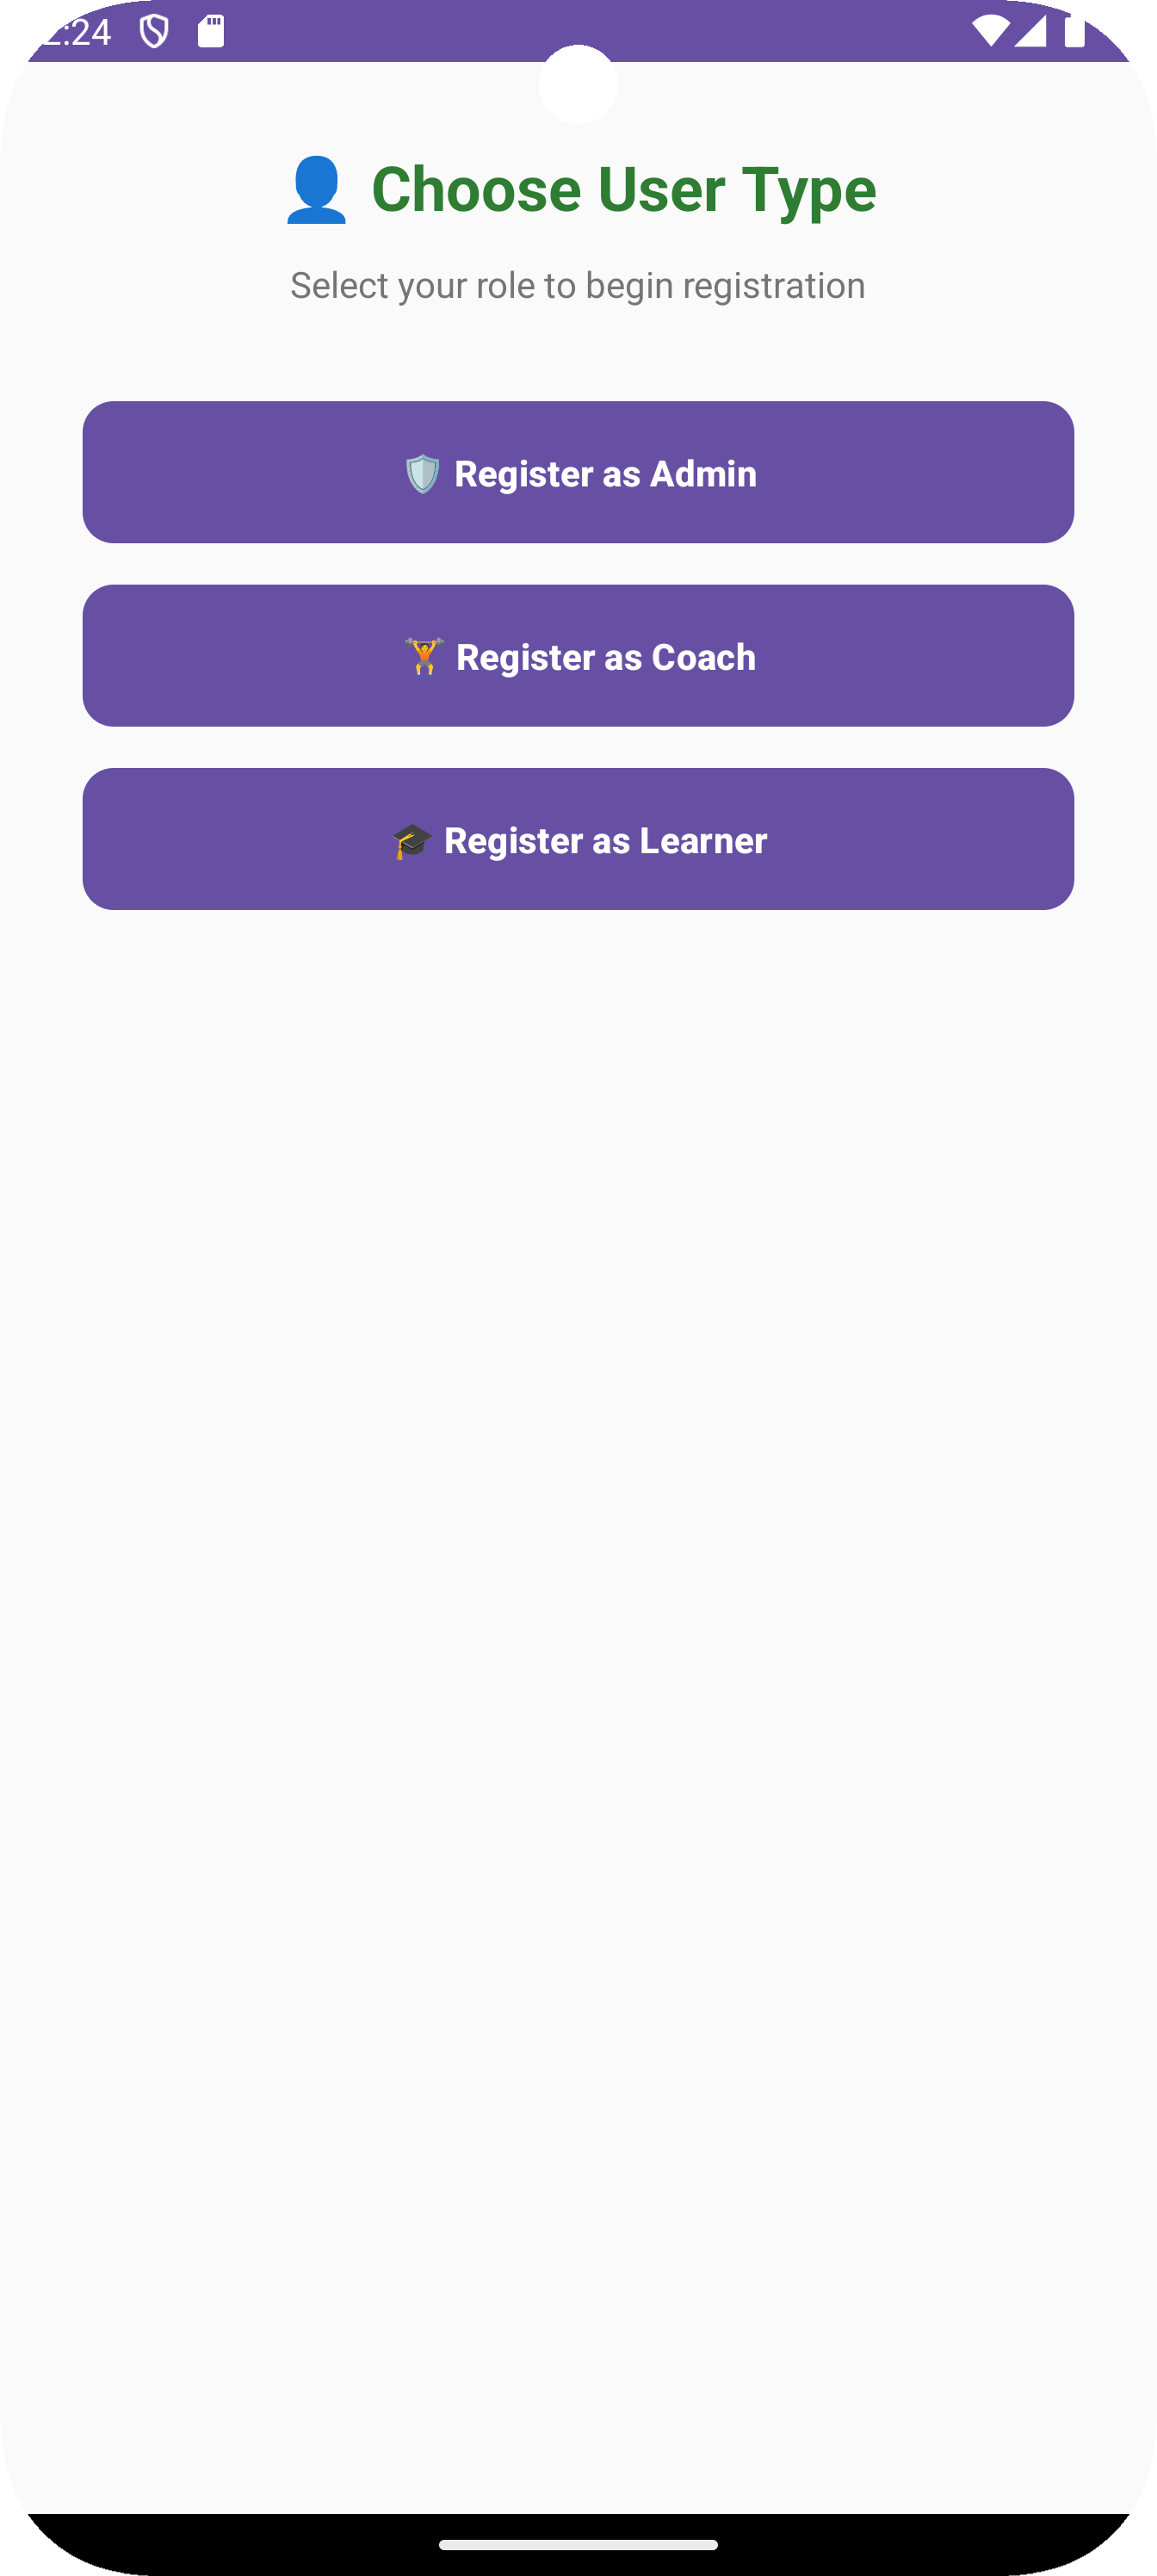 :24
👤 Choose User Type
Select your role to begin registration
🛡️ Register as Admin
🏋️ Register as Coach
🎓 Register as Learner